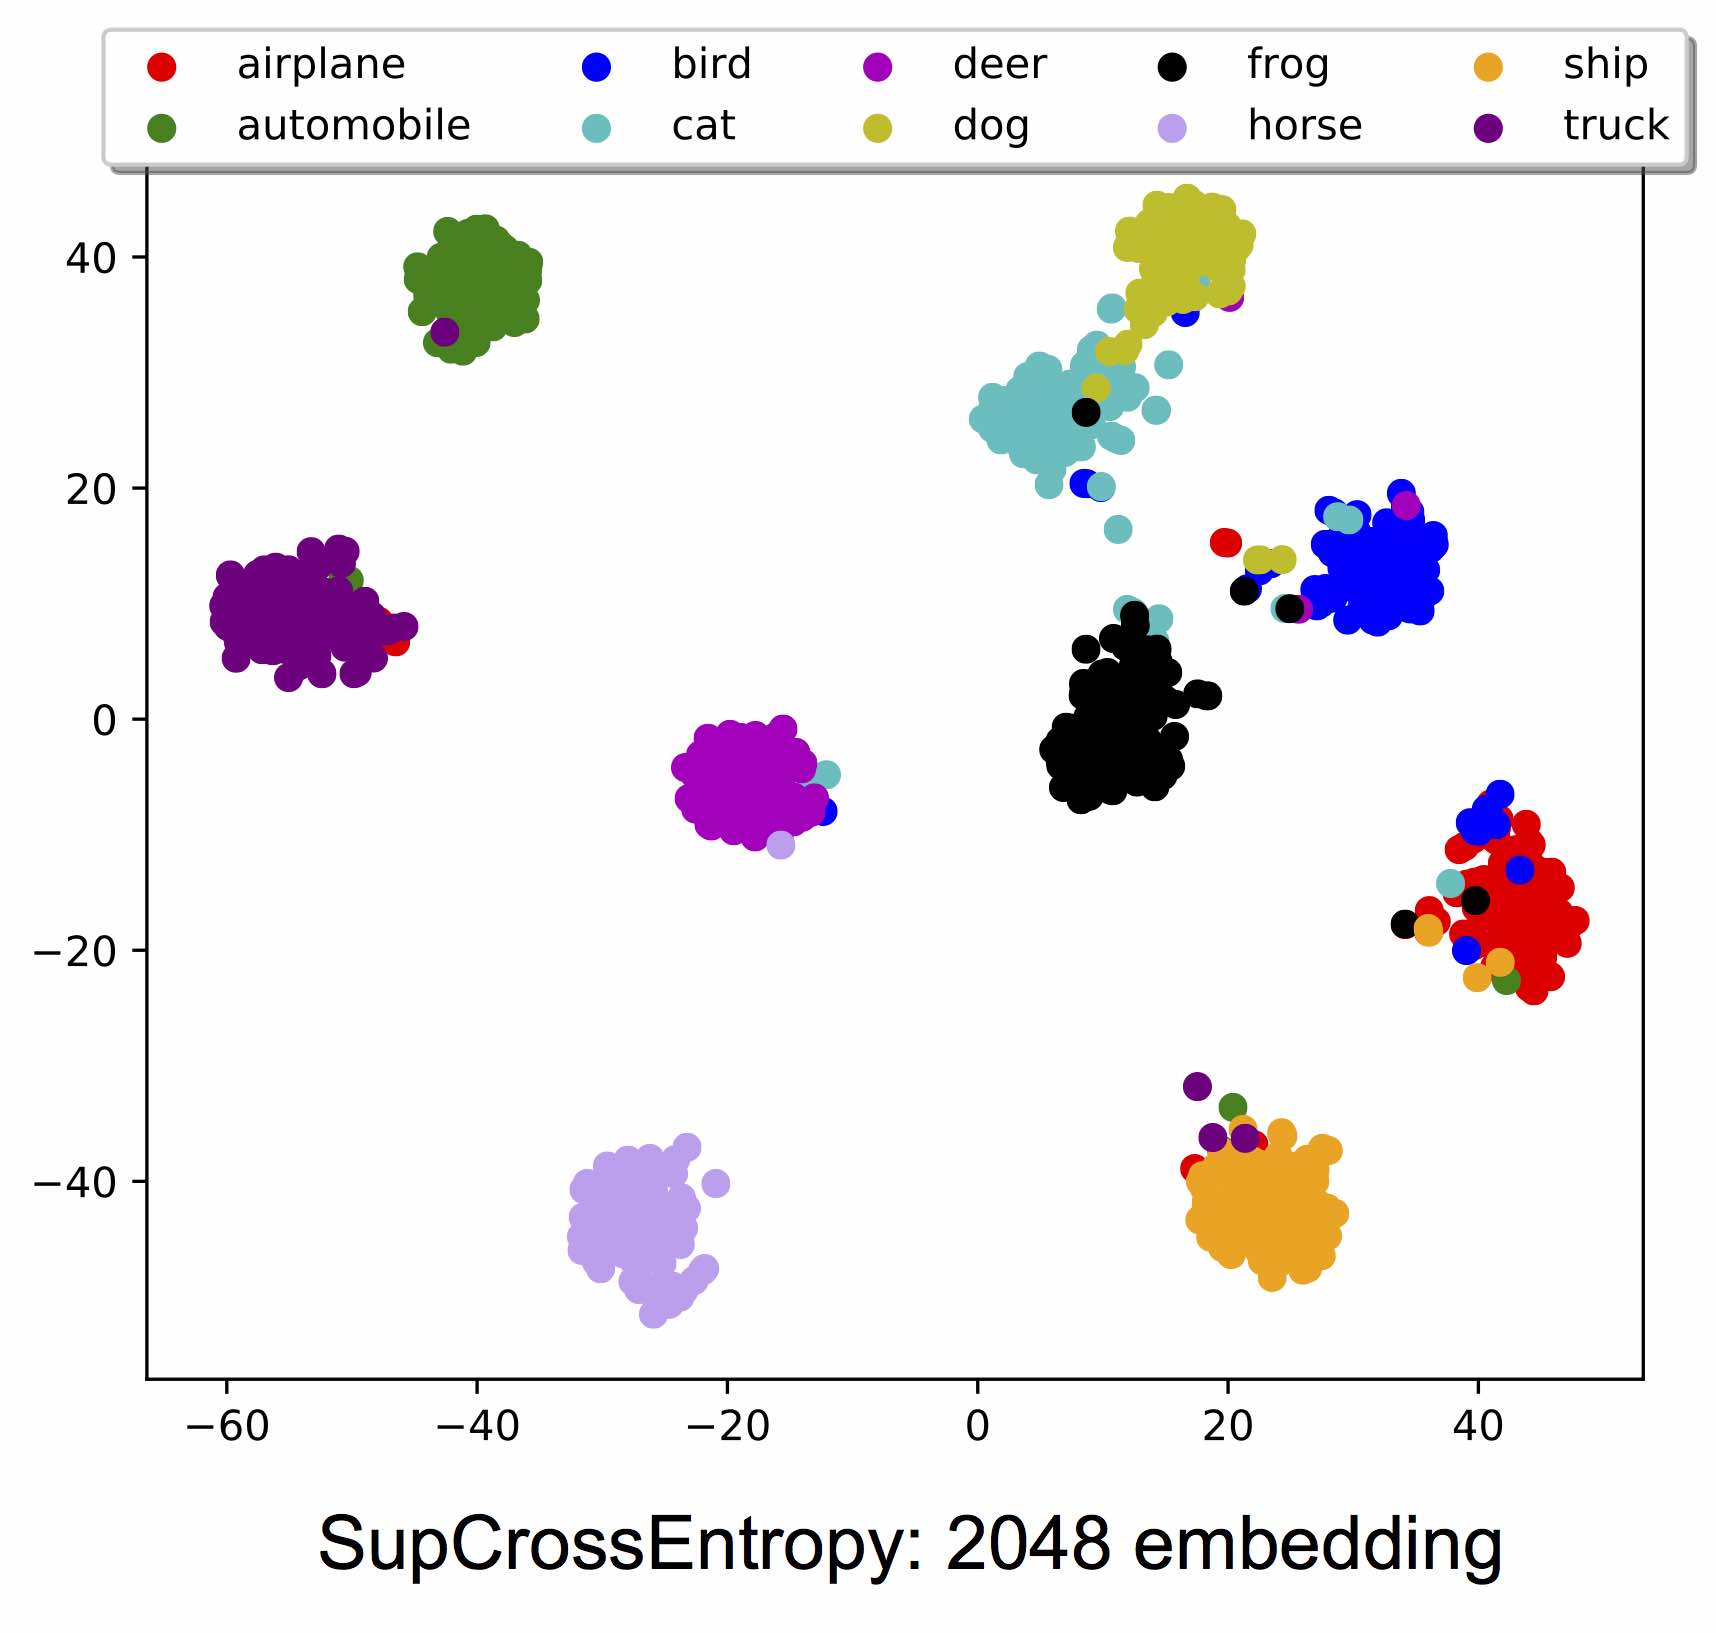 airplane bird deer frog ship
automobile cat dog horse truck
40
20
0
−20
−40
−60 −40 −20 0 20 40
SupCrossEntropy: 2048 embedding